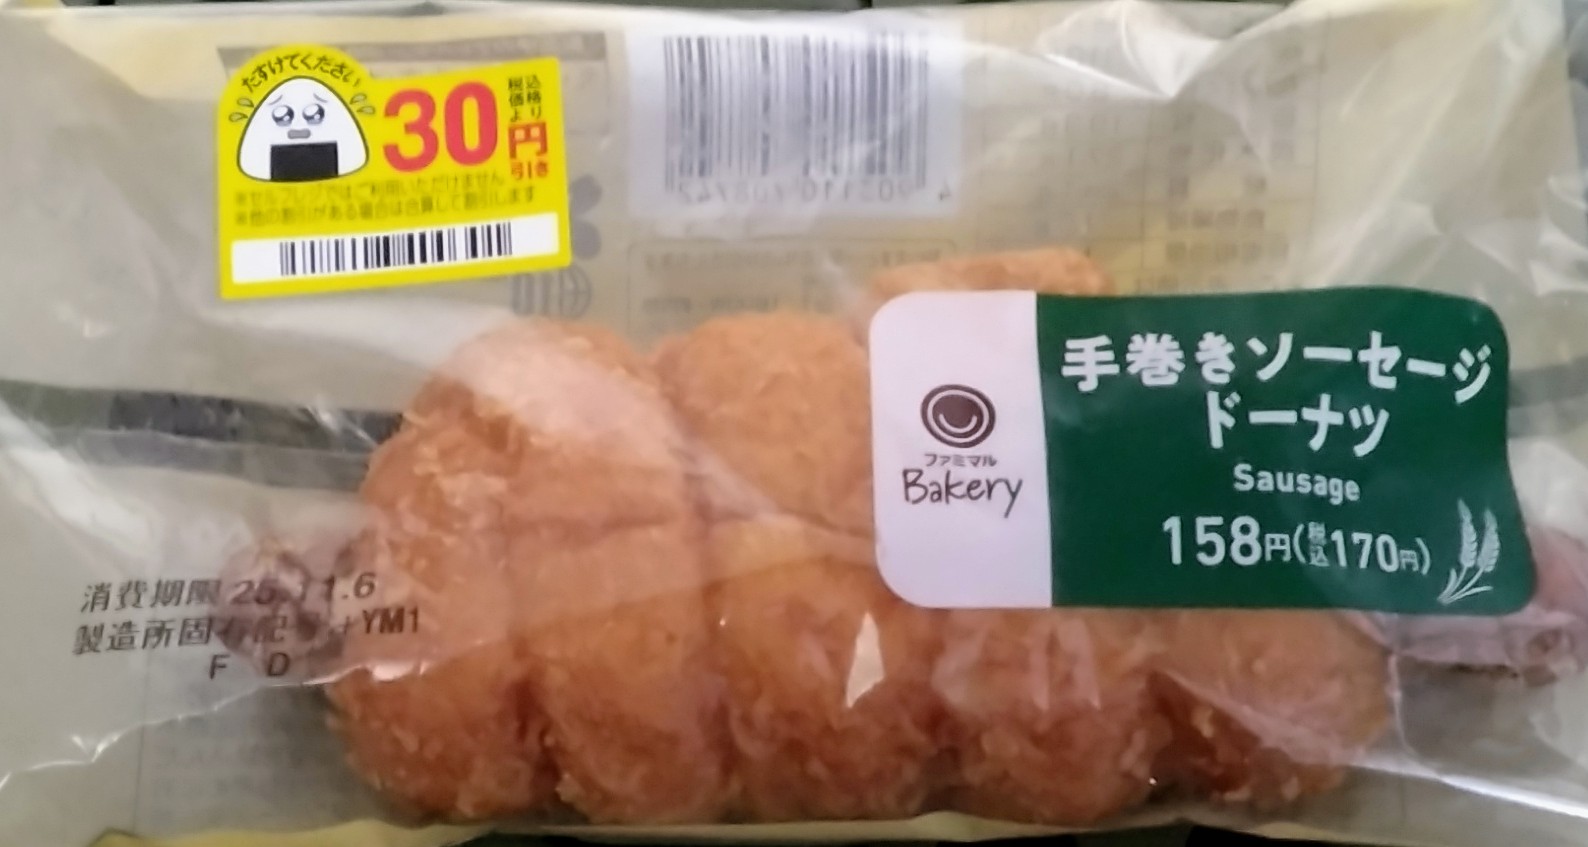 たすけてください
30
税込
価格
より
円
引き
※セルフレジではご利用いただけません
※他の割引がある場合は合算して割引します
手巻きソーセージ
ドーナツ
Sausage
158円(税込170円)
ファミマル
Bakery
消費期限 25.11.6
製造所固有記号+YM1
F D